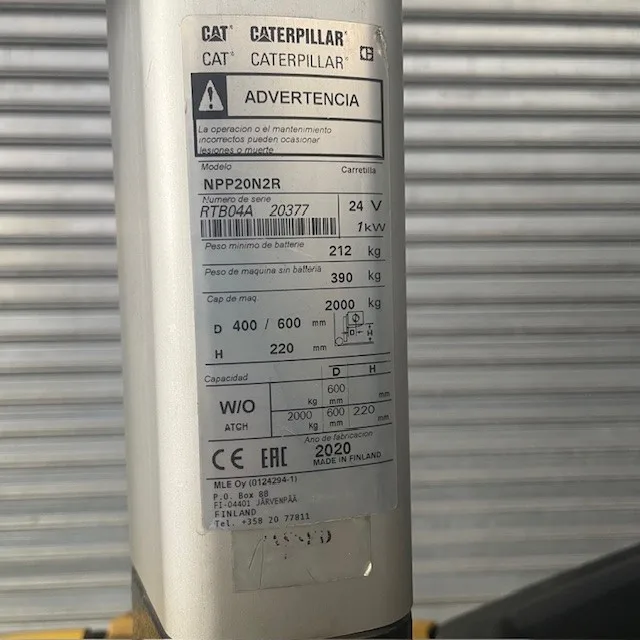 CAT CATERPILLAR
CAT® CATERPILLAR®
ADVERTENCIA
La operacion o el mantenimiento
incorrectos pueden ocasionar
lesiones o muerte
Modelo Carretilla
NPP20N2R
Numero de serie
RTB04A 20377 24 V
1kW
Peso minimo de batterie 212 kg
Peso de maquina sin batteria 390 kg
Cap de maq. 2000 kg
D 400 / 600 mm
D H
H 220 mm
Capacidad D H
W/O ATCH
kg 600 mm mm
2000 kg 600 mm 220 mm
Ano de fabricacion
CE EAC 2020
MADE IN FINLAND
MLE Oy (0124294-1)
P.O. Box 88
FI-04401 JÄRVENPÄÄ
FINLAND
Tel. +358 20 77811